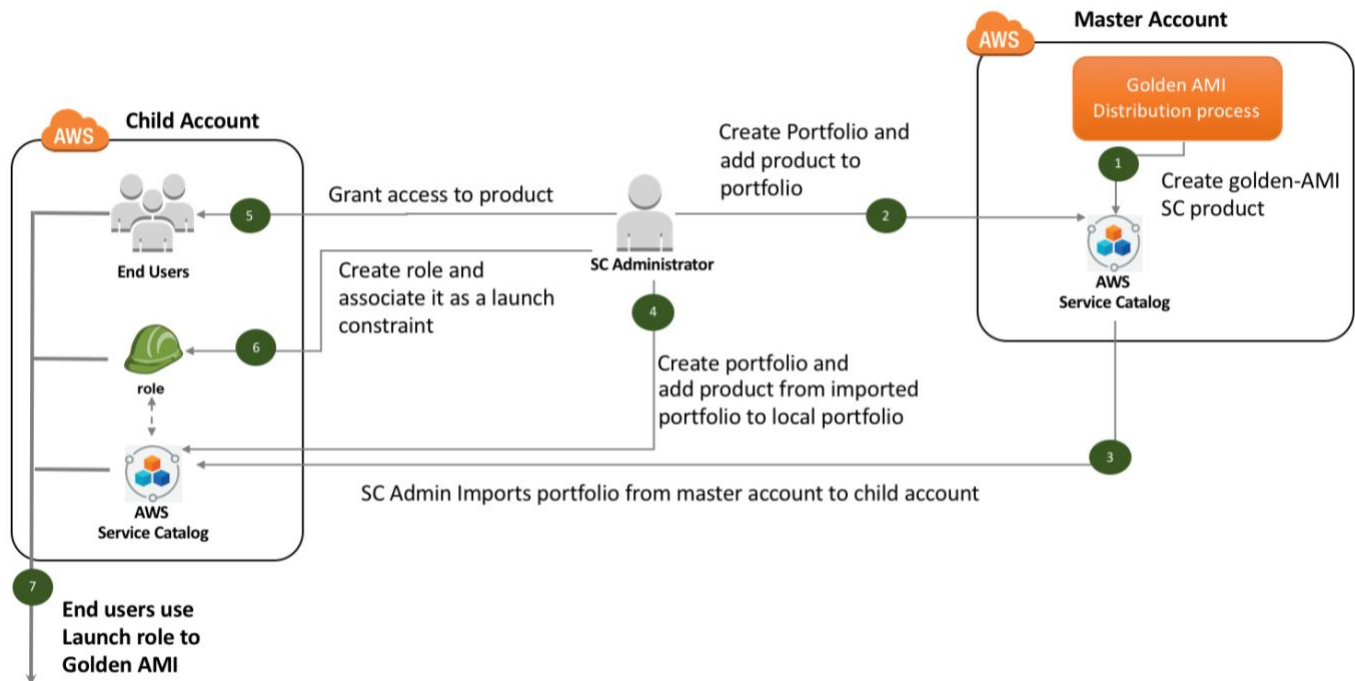 Master Account
AWS
Golden AMI
Distribution process
1
Create golden-AMI
SC product
AWS
Service Catalog
Child Account
AWS
End Users
role
AWS
Service Catalog
SC Administrator
Create Portfolio and
add product to
portfolio
2
Grant access to product
5
Create role and
associate it as a launch
constraint
6
4
Create portfolio and
add product from imported
portfolio to local portfolio
3
SC Admin Imports portfolio from master account to child account
7
End users use
Launch role to
Golden AMI